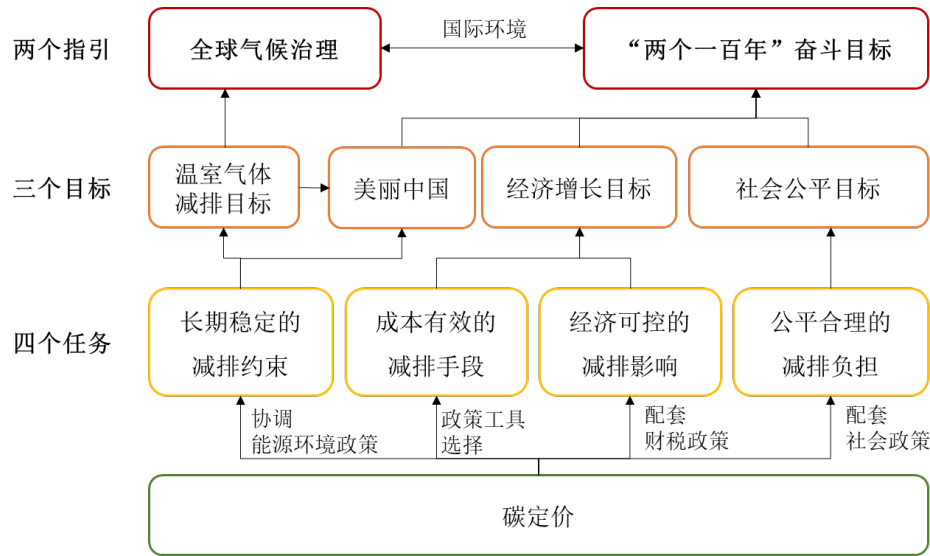 两个指引
全球气候治理
国际环境
“两个一百年”奋斗目标
三个目标
温室气体
减排目标
美丽中国
经济增长目标
社会公平目标
四个任务
长期稳定的
减排约束
成本有效的
减排手段
经济可控的
减排影响
公平合理的
减排负担
协调
能源环境政策
政策工具
选择
配套
财税政策
配套
社会政策
碳定价